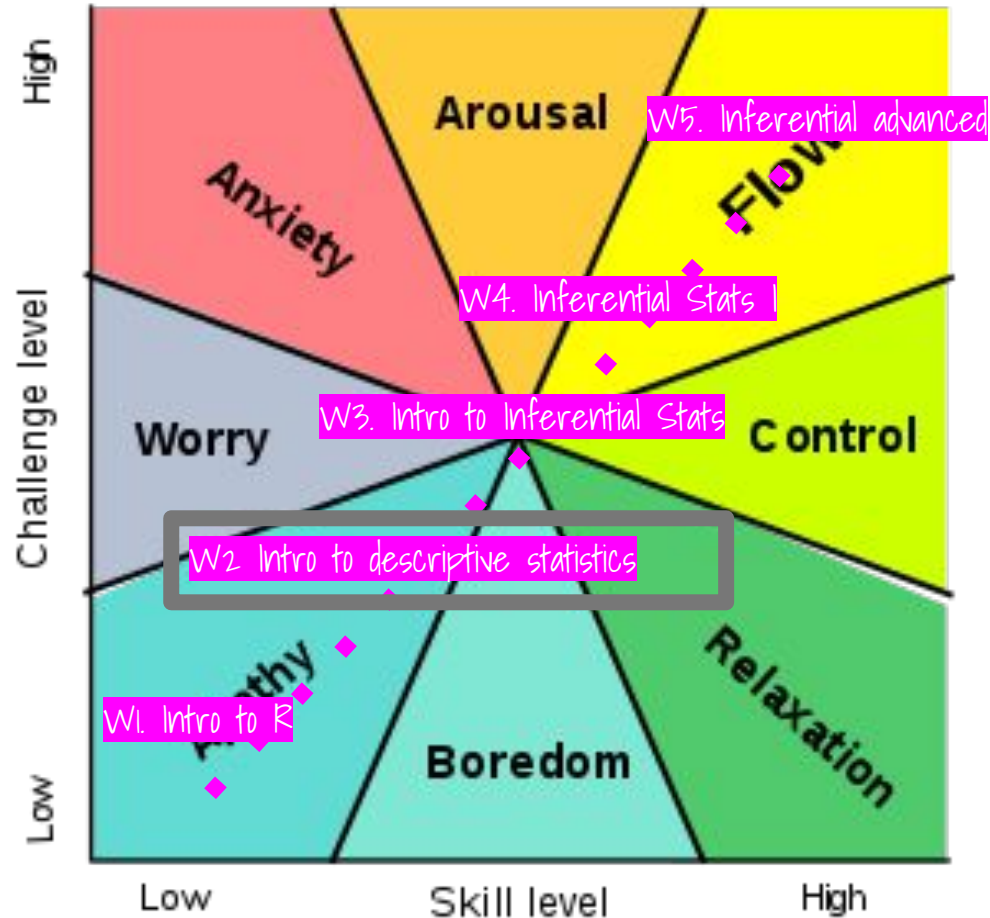 High
Arousal
W5. Inferential advanced
Flow
Anxiety
W4. Inferential Stats 1
Challenge level
W3. Intro to Inferential Stats
Worry
Control
W2 Intro to descriptive statistics
Apathy
Relaxation
W1. Intro to R
Boredom
Low
Low
Skill level
High